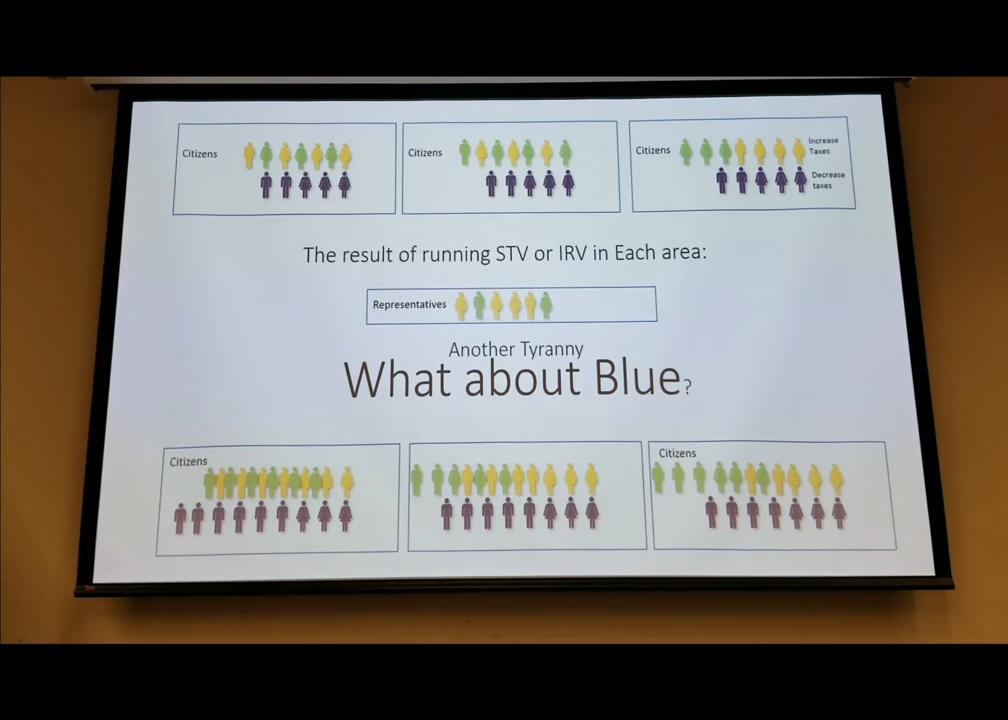 Citizens
Citizens
Citizens
Increase
Taxes
Decrease
taxes
The result of running STV or IRV in Each area:
Representatives
Another Tyranny
What about Blue?
Citizens
Citizens